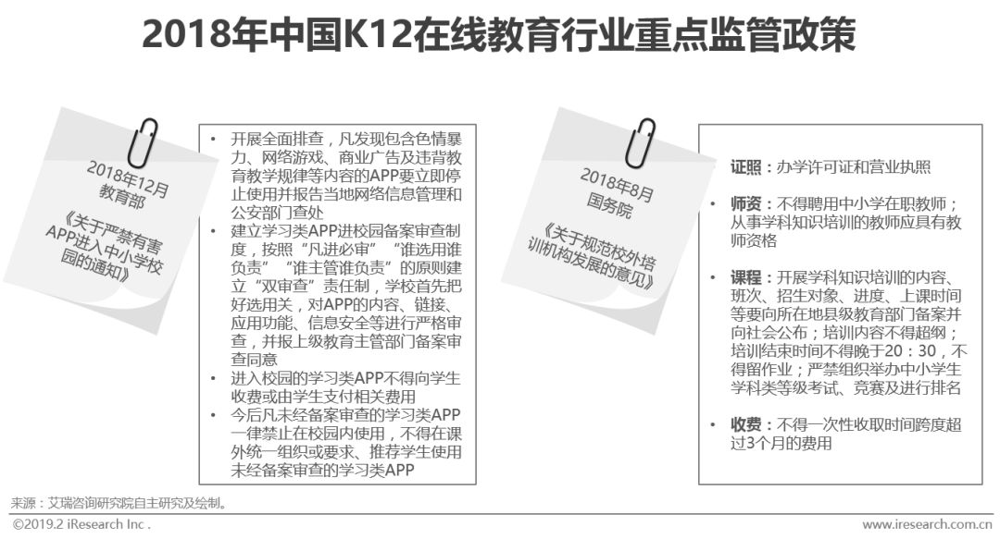 2018年中国K12在线教育行业重点监管政策
2018年12月
教育部
《关于严禁有害
APP进入中小学校
园的通知》
• 开展全面排查，凡发现包含色情暴
力、网络游戏、商业广告及违背教
育教学规律等内容的APP要立即停
止使用并报告当地网络信息管理和
公安部门查处
• 建立学习类APP进校园备案审查制
度，按照“凡进必审”“谁选用谁
负责”“谁主管谁负责”的原则建
立“双审查”责任制，学校首先把
好选用关，对APP的内容、链接、
应用功能、信息安全等进行严格审
查，并报上级教育主管部门备案审
查同意
• 进入校园的学习类APP不得向学生
收费或由学生支付相关费用
• 今后凡未经备案审查的学习类APP
一律禁止在校园内使用，不得在课
外统一组织或要求、推荐学生使用
未经备案审查的学习类APP
2018年8月
国务院
《关于规范校外培
训机构发展的意见》
• 证照：办学许可证和营业执照
• 师资：不得聘用中小学在职教师；
从事学科知识培训的教师应具有教
师资格
• 课程：开展学科知识培训的内容、
班次、招生对象、进度、上课时间
等要向所在地县级教育部门备案并
向社会公布；培训内容不得超纲；
培训结束时间不得晚于20：30，不
得留作业；严禁组织举办中小学生
学科类等级考试、竞赛及进行排名
• 收费：不得一次性收取时间跨度超
过3个月的费用
来源：艾瑞咨询研究院自主研究及绘制。
©2019.2 iResearch Inc .
www.iresearch.com.cn